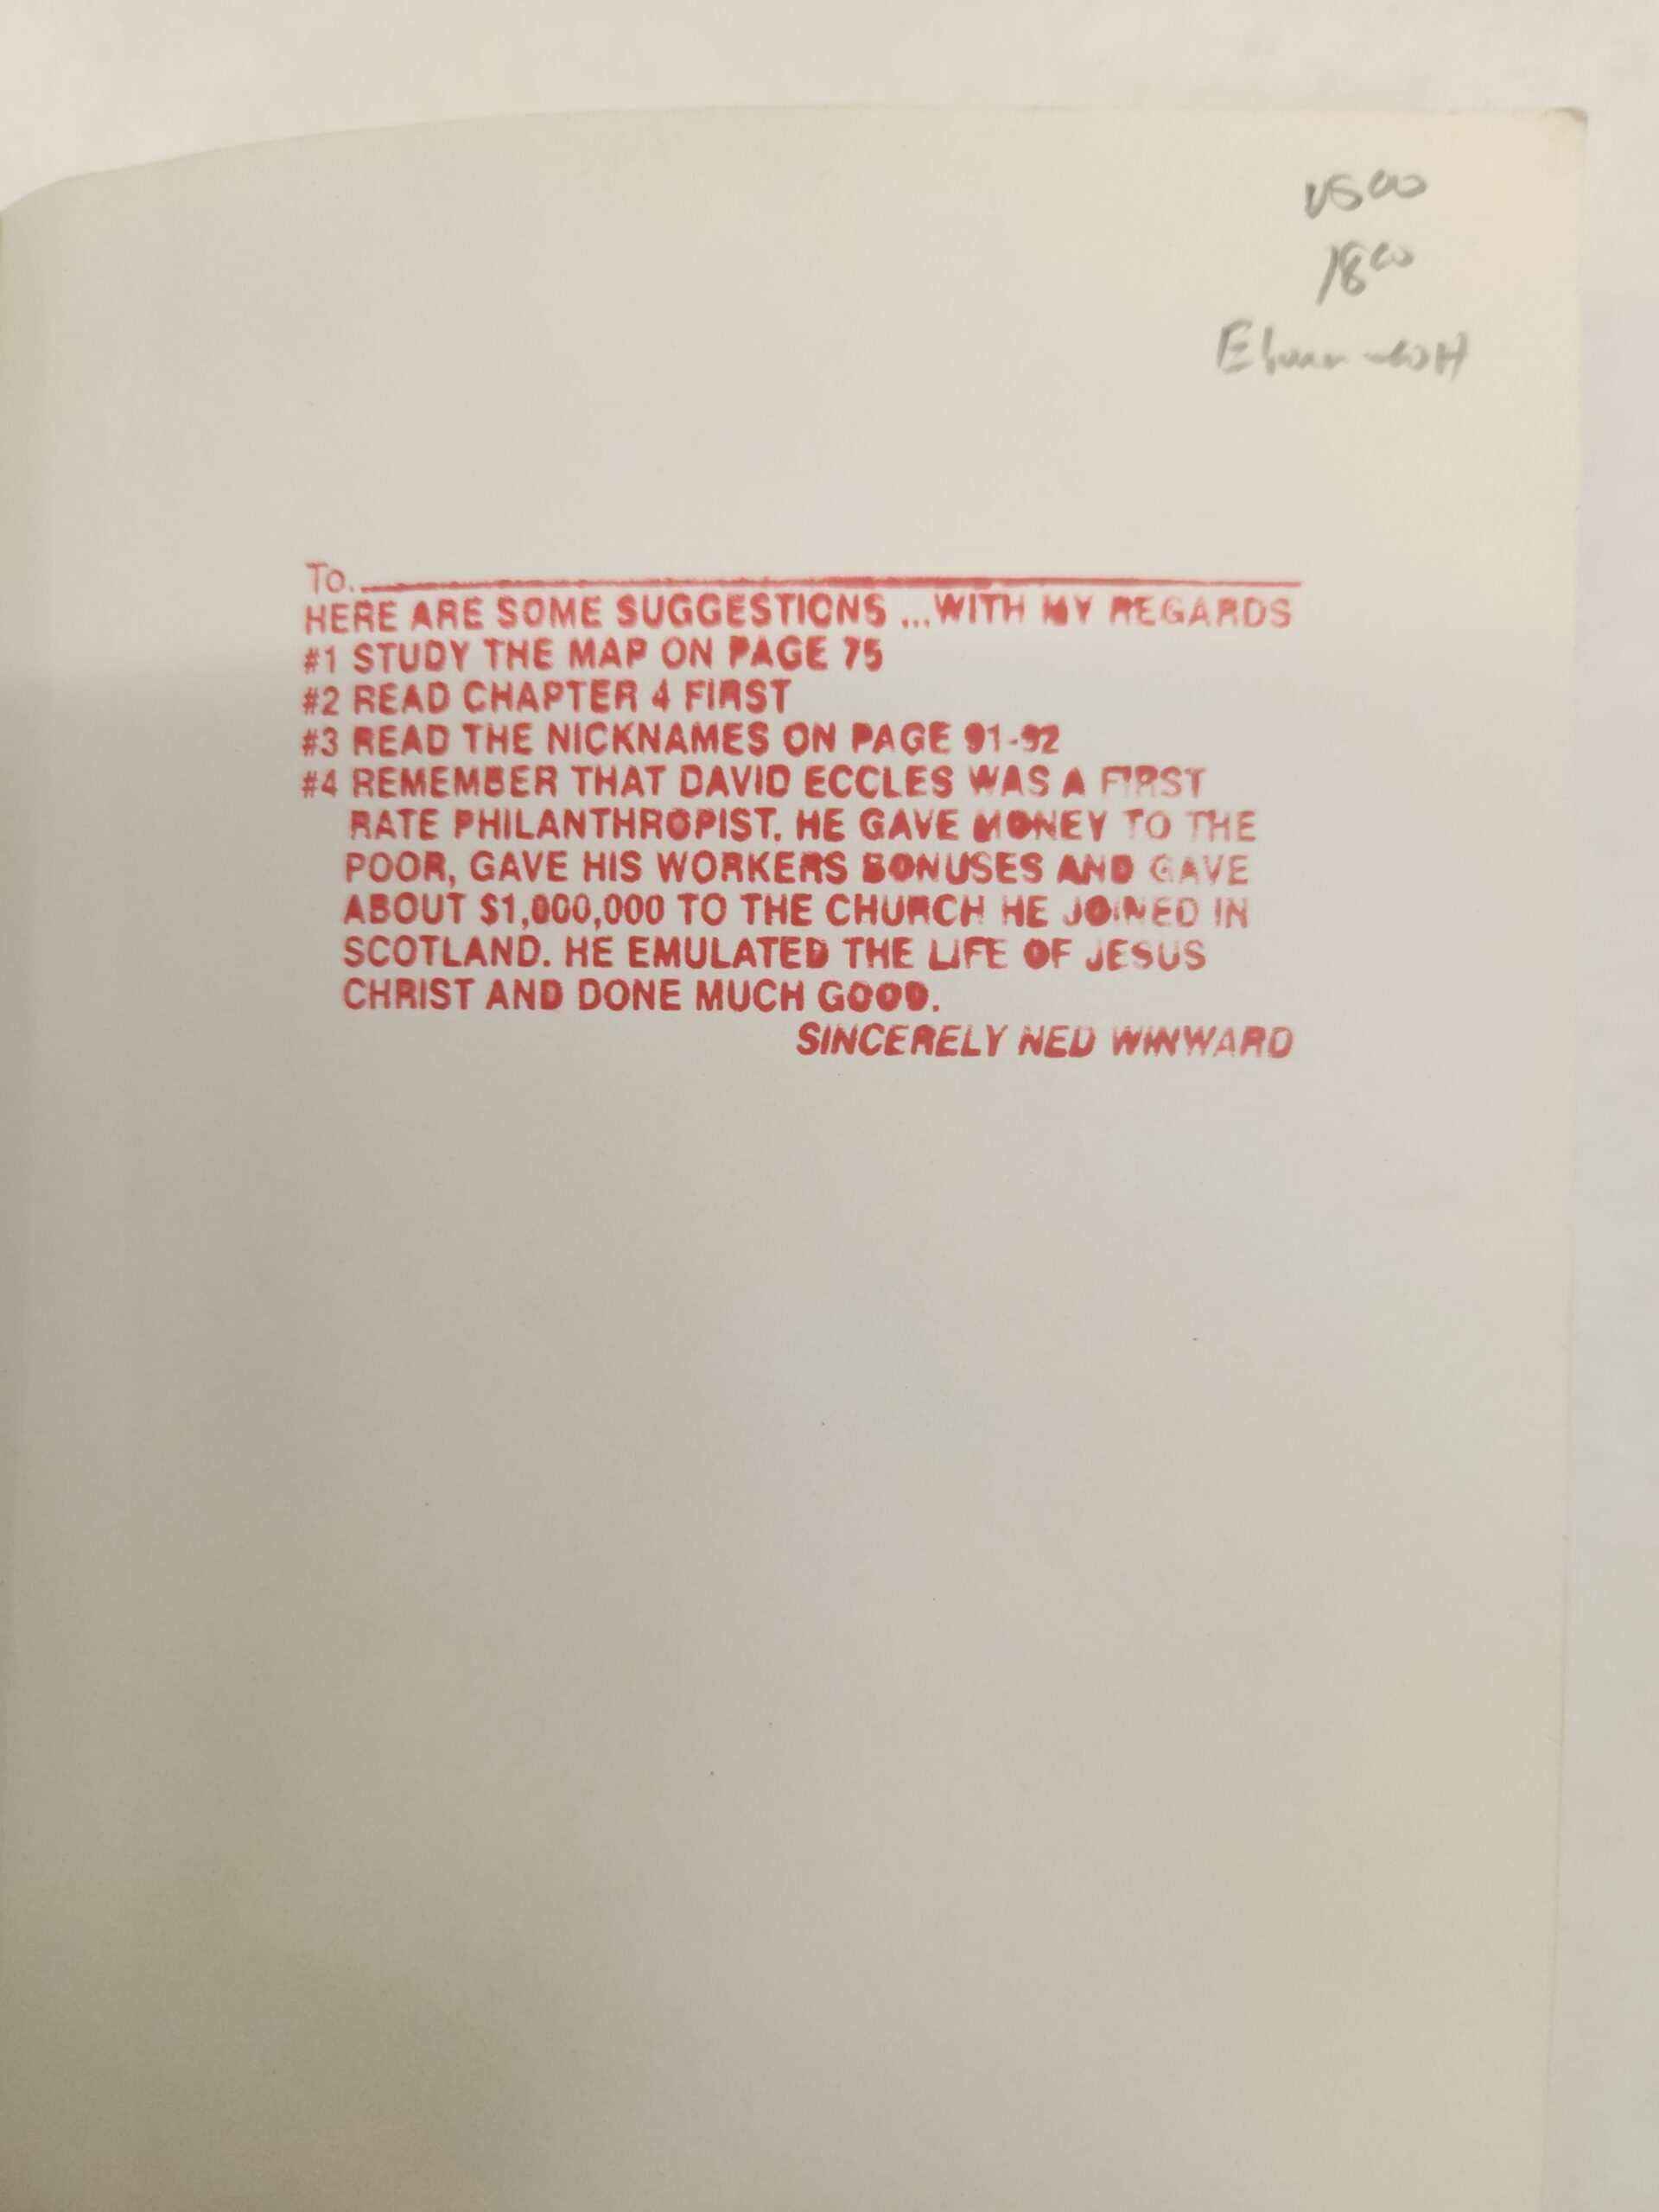 18⁰⁰
To.
HERE ARE SOME SUGGESTIONS ...WITH MY REGARDS
#1 STUDY THE MAP ON PAGE 75
#2 READ CHAPTER 4 FIRST
#3 READ THE NICKNAMES ON PAGE 91-92
#4 REMEMBER THAT DAVID ECCLES WAS A FIRST
RATE PHILANTHROPIST. HE GAVE MONEY TO THE
POOR, GAVE HIS WORKERS BONUSES AND GAVE
ABOUT $1,000,000 TO THE CHURCH HE JOINED IN
SCOTLAND. HE EMULATED THE LIFE OF JESUS
CHRIST AND DONE MUCH GOOD.
SINCERELY NED WINWARD